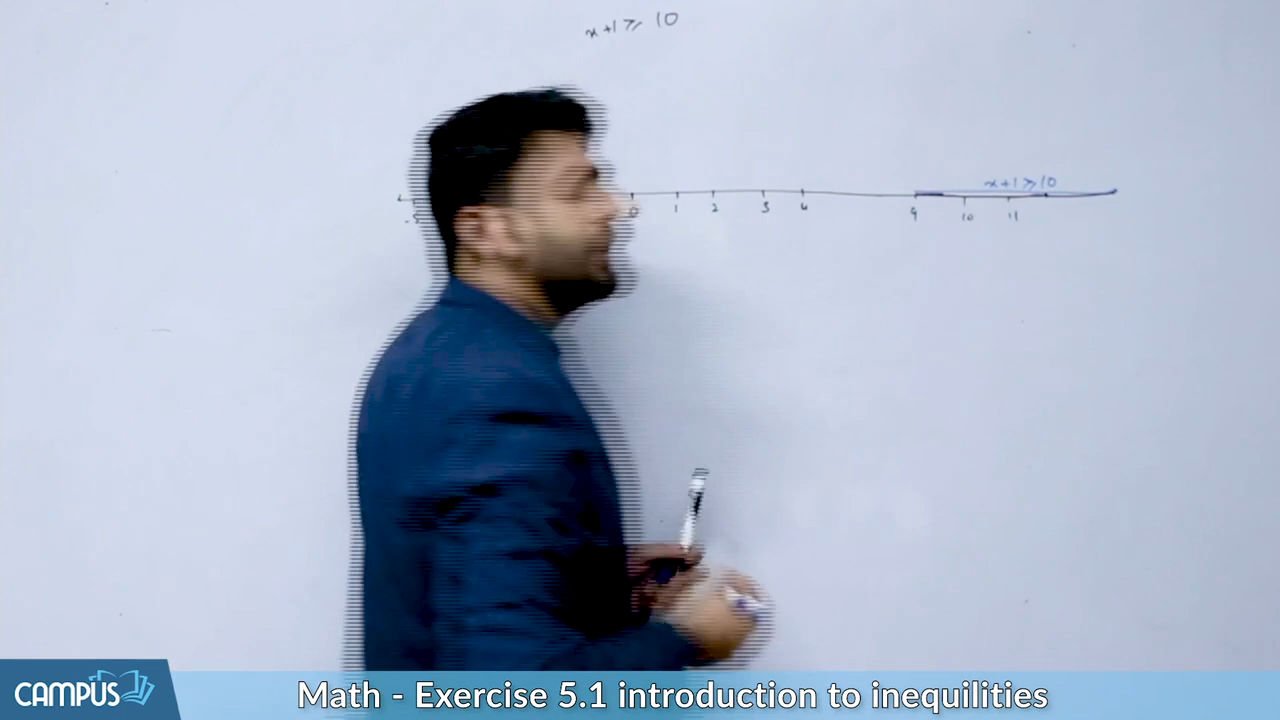 x+1 ≥ 10
x+1 ≥ 10
-5 0 1 2 3 4 9 10 11
CAMPUS
Math - Exercise 5.1 introduction to inequilities